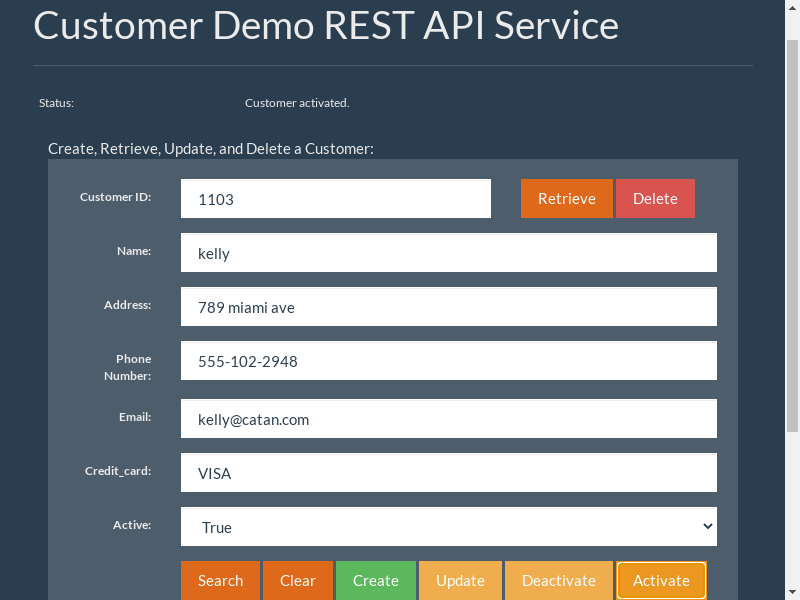 Customer Demo REST API Service
Status: Customer activated.
Create, Retrieve, Update, and Delete a Customer:
Customer ID: 1103 Retrieve Delete
Name: kelly
Address: 789 miami ave
Phone
Number: 555-102-2948
Email: kelly@catan.com
Credit_card: VISA
Active: True
Search Clear Create Update Deactivate Activate